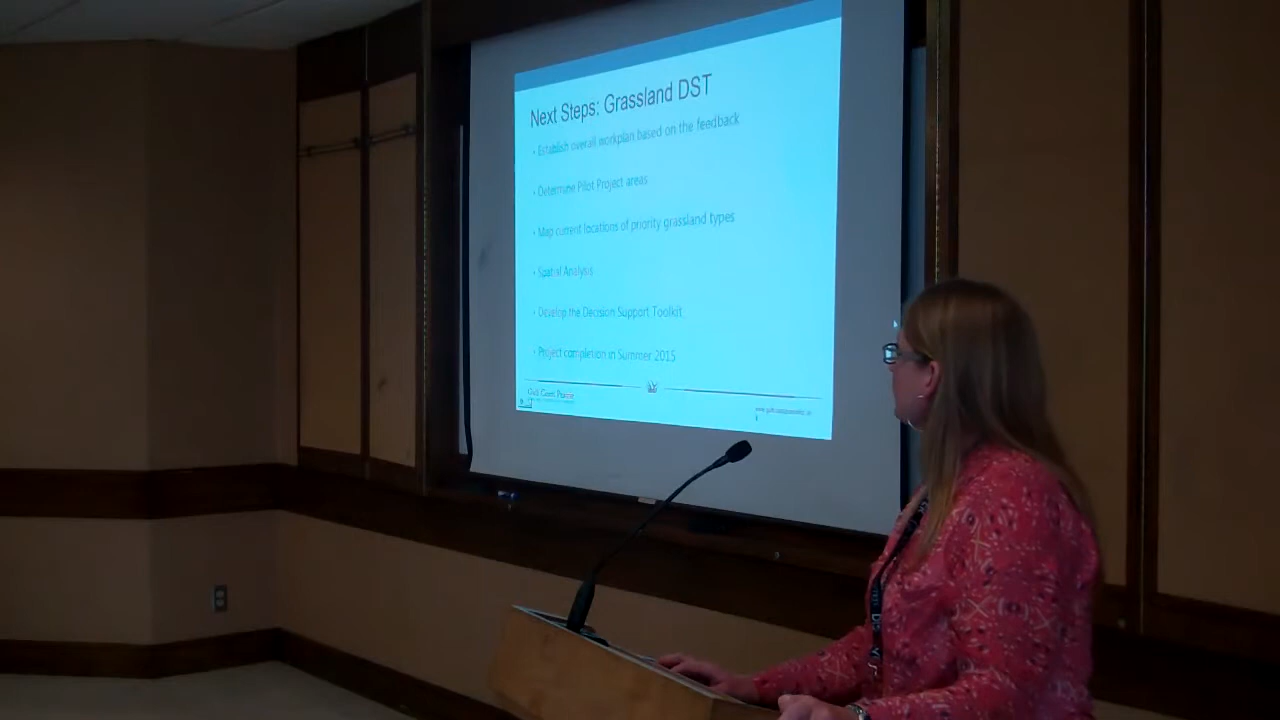 Next Steps: Grassland DST
• Establish overall workplan based on the feedback
• Determine Pilot Project areas
• Map current locations of priority grassland types
• Spatial Analysis
• Develop the Decision Support Toolkit
• Project completion in Summer 2015
Gulf Coast Prairie